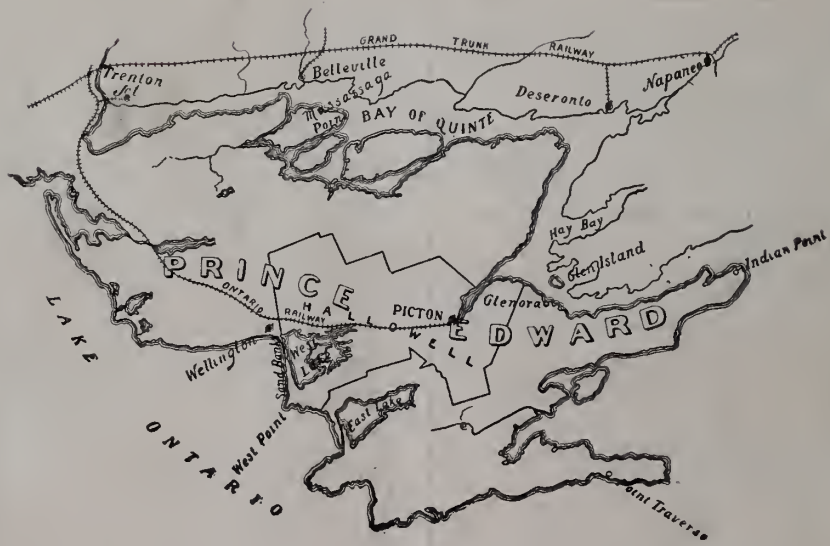 GRAND TRUNK RAILWAY
Trenton
Jct
Belleville
Massassaga
Point
BAY OF QUINTE
Deseronto
Napanee
Hay Bay
Glen Island
Indian Point
PRINCE EDWARD
ONTARIO RAILWAY
HALLOWELL
PICTON
Glenora
LAKE ONTARIO
Wellington
Sand Banks
West
Lake
West Point
East Lake
Point Traverse